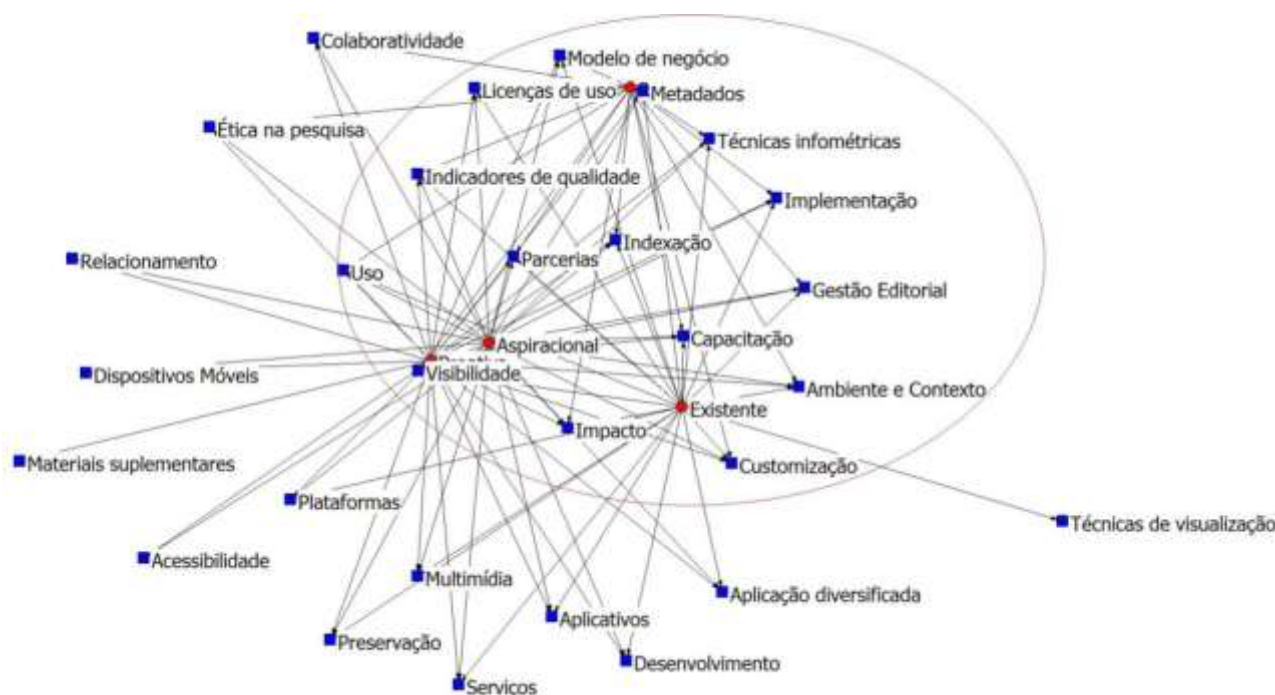 Colaboratividade
Modelo de negócio
Licenças de uso
Metadados
Ética na pesquisa
Técnicas infométricas
Indicadores de qualidade
Implementação
Indexação
Parcerias
Relacionamento
Uso
Gestão Editorial
Capacitação
Aspiracional
Visibilidade
Dispositivos Móveis
Ambiente e Contexto
Existente
Impacto
Materiais suplementares
Customização
Plataformas
Técnicas de visualização
Acessibilidade
Multimídia
Aplicação diversificada
Aplicativos
Preservação
Desenvolvimento
Serviços